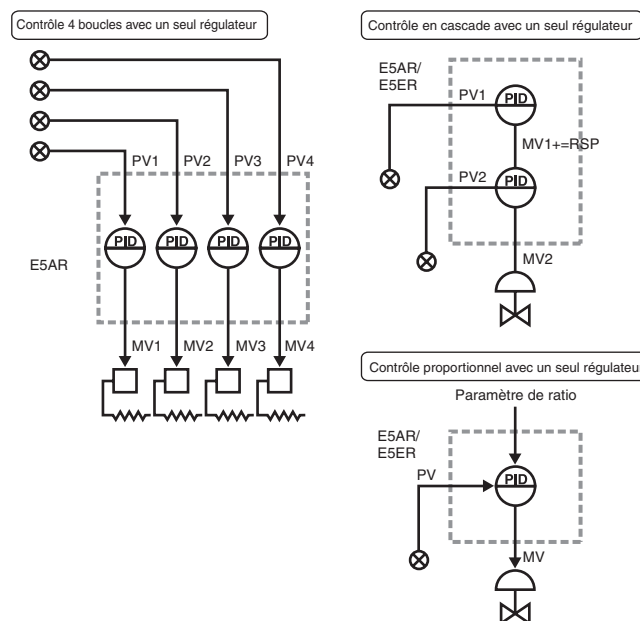 Contrôle 4 boucles avec un seul régulateur
PV1 PV2 PV3 PV4
PID PID PID PID
E5AR
MV1 MV2 MV3 MV4
Contrôle en cascade avec un seul régulateur
E5AR/
E5ER
PV1
PID
MV1+=RSP
PV2
PID
MV2
Contrôle proportionnel avec un seul régulateur
Paramètre de ratio
E5AR/
E5ER
PV
PID
MV